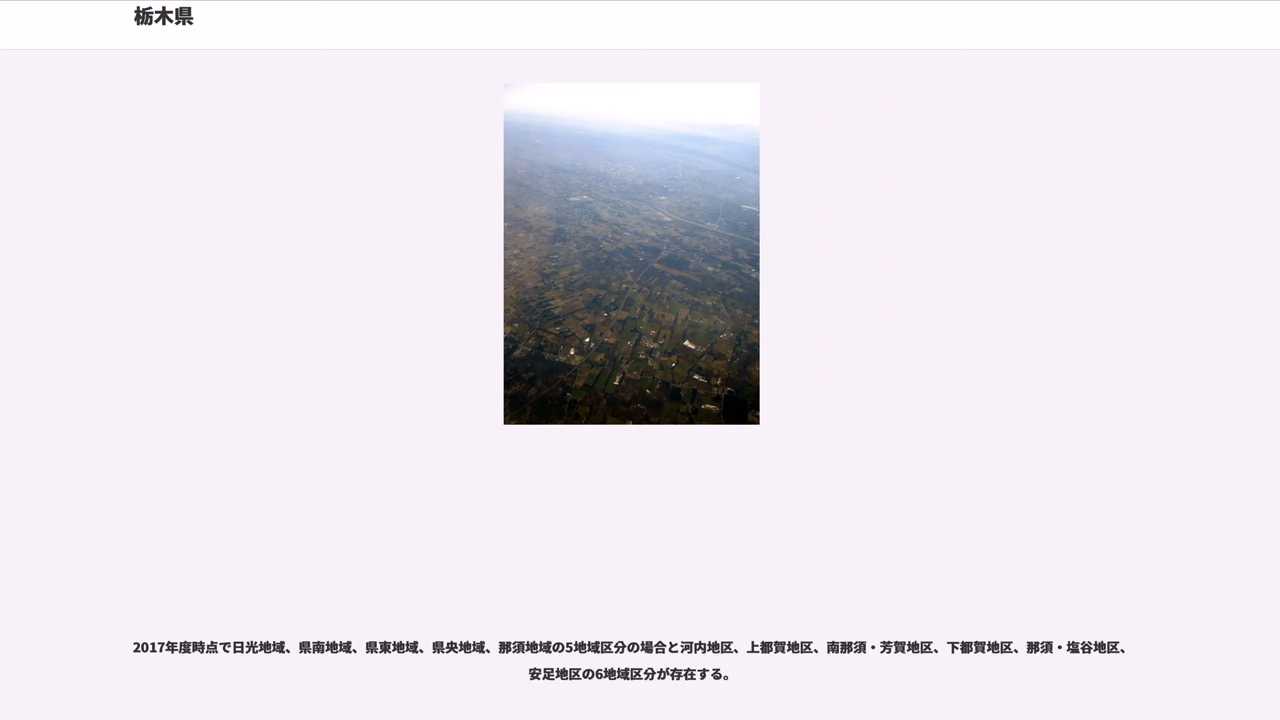 栃木県
2017年度時点で日光地域、県南地域、県東地域、県央地域、那須地域の5地域区分の場合と河内地区、上都賀地区、南那須・芳賀地区、下都賀地区、那須・塩谷地区、
安足地区の6地域区分が存在する。